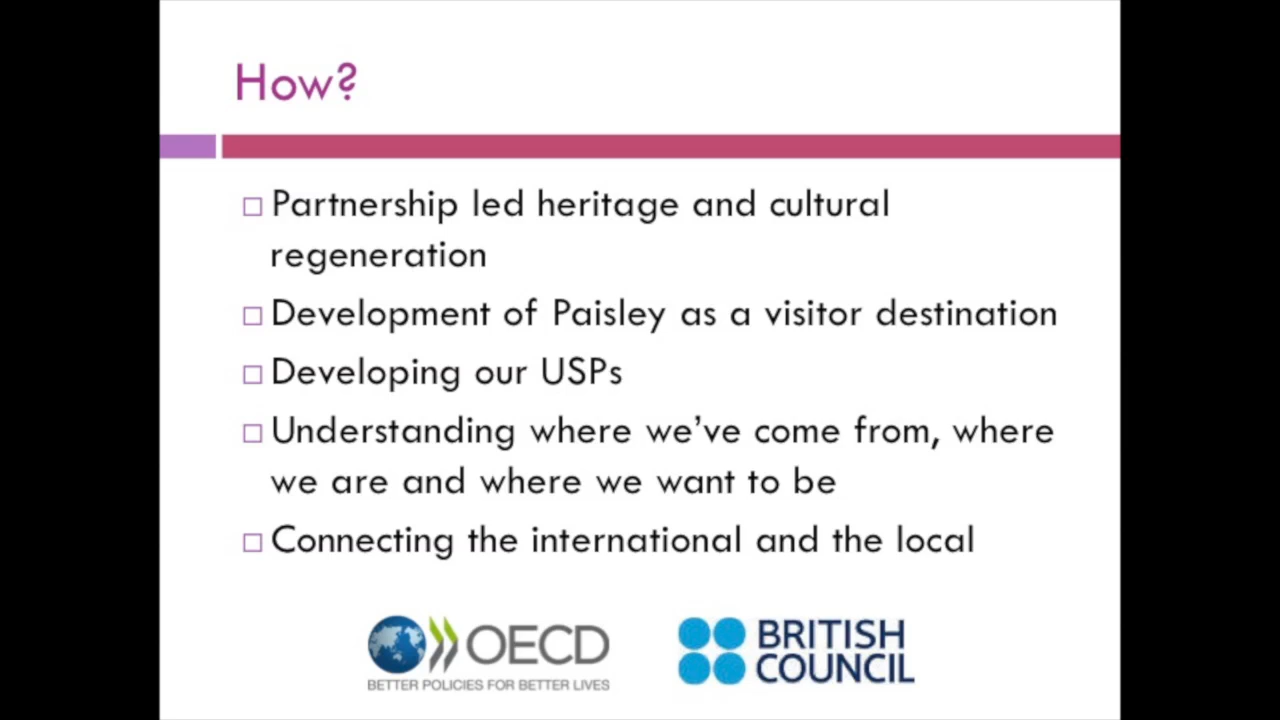 How?
Partnership led heritage and cultural
regeneration
Development of Paisley as a visitor destination
Developing our USPs
Understanding where we've come from, where
we are and where we want to be
Connecting the international and the local
OECD
BETTER POLICIES FOR BETTER LIVES
BRITISH
COUNCIL